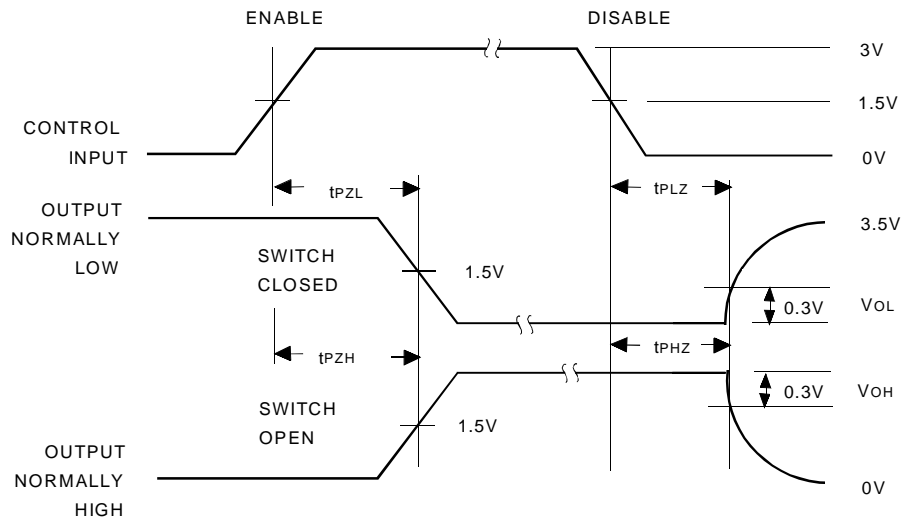 ENABLE
DISABLE
3V
1.5V
CONTROL
INPUT
0V
tPZL
tPLZ
OUTPUT
NORMALLY
LOW
3.5V
SWITCH
CLOSED
1.5V
0.3V
VOL
tPZH
tPHZ
0.3V
VOH
SWITCH
OPEN
1.5V
OUTPUT
NORMALLY
HIGH
0V